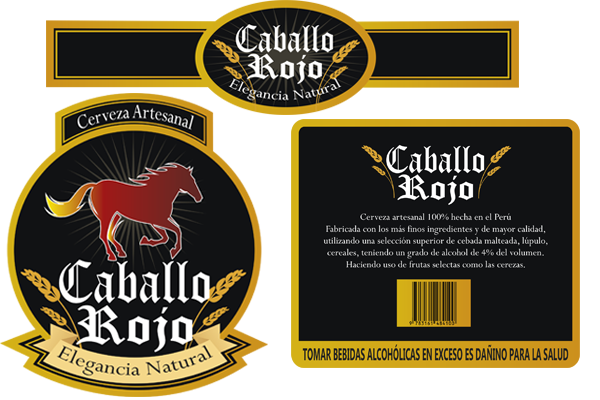 Caballo
Rojo
Elegancia Natural
Cerveza Artesanal
Caballo
Rojo
Elegancia Natural
Caballo
Rojo
Cerveza artesanal 100% hecha en el Perú
Fabricada con los más finos ingredientes y de mayor calidad,
utilizando una selección superior de cebada malteada, lúpulo,
cereales, teniendo un grado de alcohol de 4% del volumen.
Haciendo uso de frutas selectas como las cerezas.
9 783161 484103
TOMAR BEBIDAS ALCOHÓLICAS EN EXCESO ES DAÑINO PARA LA SALUD